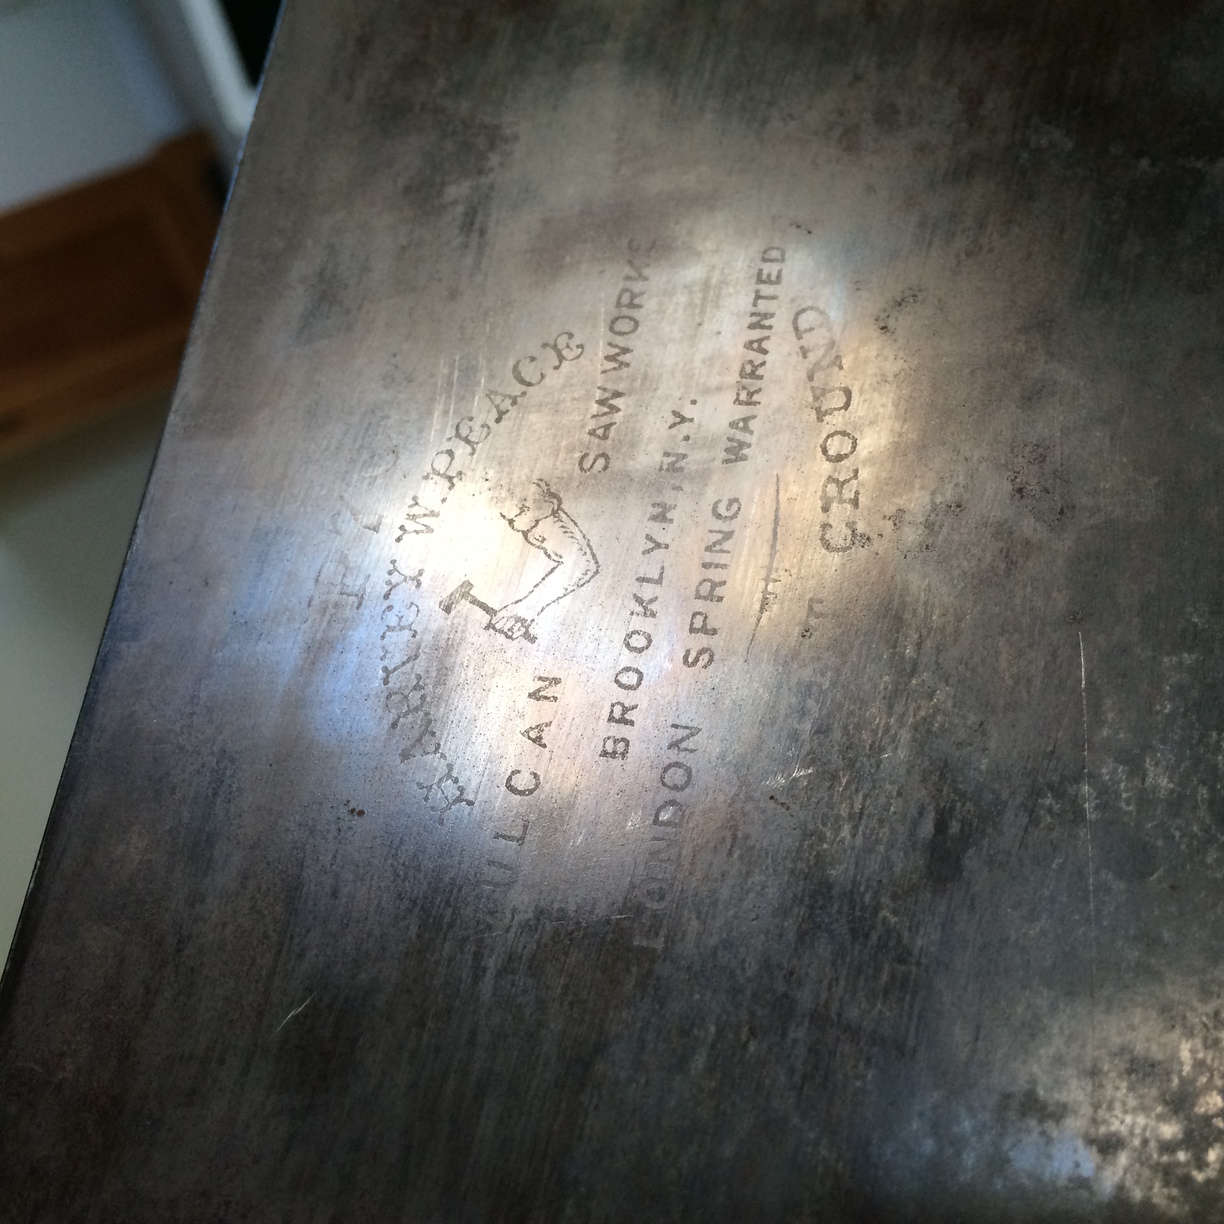 HARVEY W. PEACE
VULCAN SAW WORKS
BROOKLYN, N.Y.
LONDON SPRING WARRANTED
GROUND